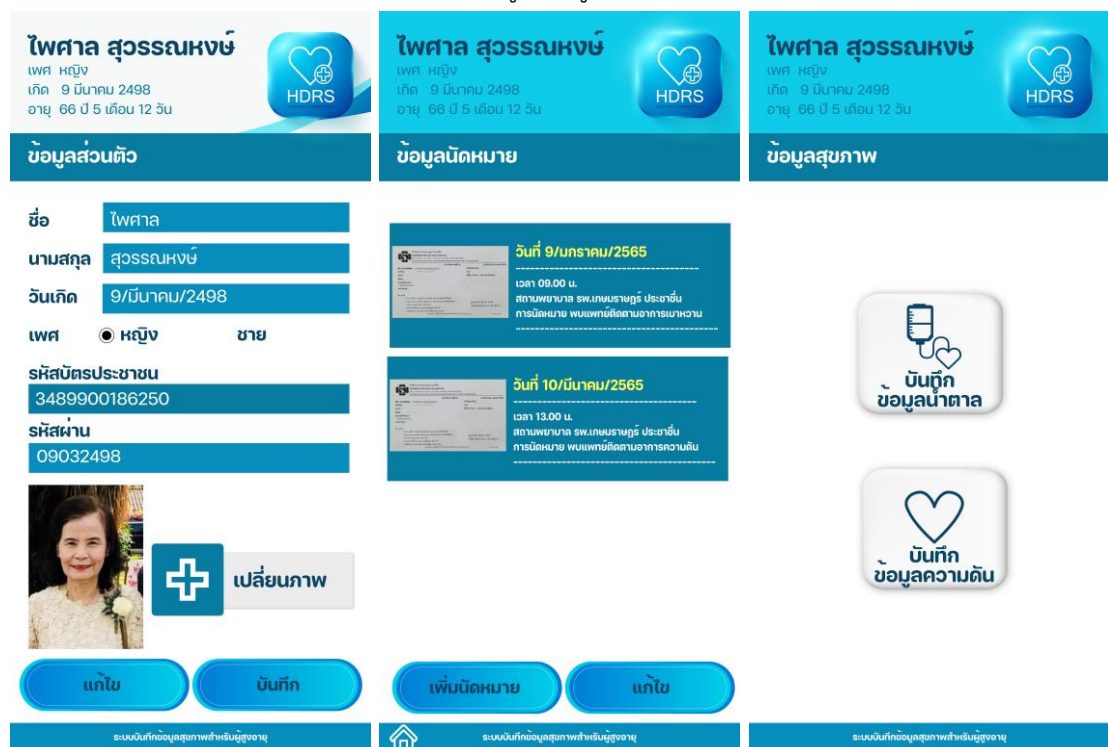 ไพศาล สุวรรณหงษ์
เพศ หญิง
เกิด 9 มีนาคม 2498
อายุ 66 ปี 5 เดือน 12 วัน
HDRS
ข้อมูลส่วนตัว
ชื่อ ไพศาล
นามสกุล สุวรรณหงษ์
วันเกิด 9/มีนาคม/2498
เพศ หญิง ชาย
รหัสบัตรประชาชน
3489900186250
รหัสผ่าน
09032498
เปลี่ยนภาพ
แก้ไข บันทึก
ระบบบันทึกข้อมูลสุขภาพสำหรับผู้สูงอายุ
ไพศาล สุวรรณหงษ์
เพศ หญิง
เกิด 9 มีนาคม 2498
อายุ 66 ปี 5 เดือน 12 วัน
HDRS
ข้อมูลนัดหมาย
วันที่ 9/มกราคม/2565
เวลา 09.00 น.
สถานพยาบาล รพ.เกษมราษฎร์ ประชาชื่น
การนัดหมาย พบแพทย์ติดตามอาการเบาหวาน
วันที่ 10/มีนาคม/2565
เวลา 13.00 น.
สถานพยาบาล รพ.เกษมราษฎร์ ประชาชื่น
การนัดหมาย พบแพทย์ติดตามอาการความดัน
เพิ่มนัดหมาย แก้ไข
ระบบบันทึกข้อมูลสุขภาพสำหรับผู้สูงอายุ
ไพศาล สุวรรณหงษ์
เพศ หญิง
เกิด 9 มีนาคม 2498
อายุ 66 ปี 5 เดือน 12 วัน
HDRS
ข้อมูลสุขภาพ
บันทึก
ข้อมูลน้ำตาล
บันทึก
ข้อมูลความดัน
ระบบบันทึกข้อมูลสุขภาพสำหรับผู้สูงอายุ